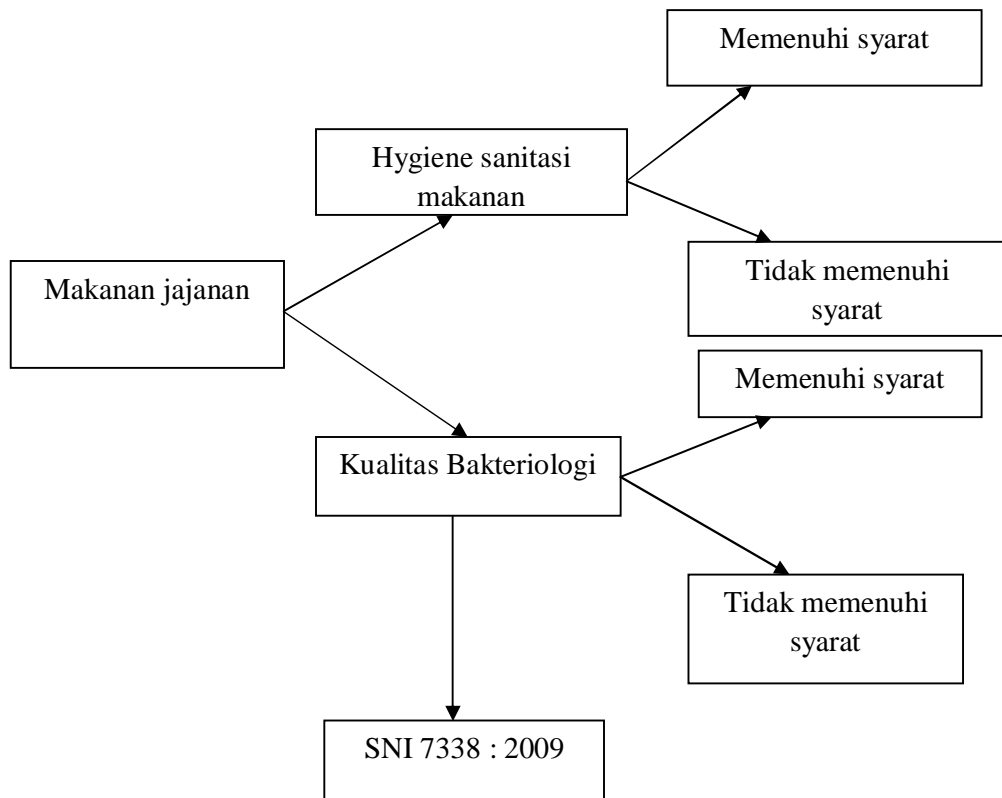 Memenuhi syarat
Hygiene sanitasi
makanan
Makanan jajanan
Tidak memenuhi
syarat
Memenuhi syarat
Kualitas Bakteriologi
Tidak memenuhi
syarat
SNI 7338 : 2009